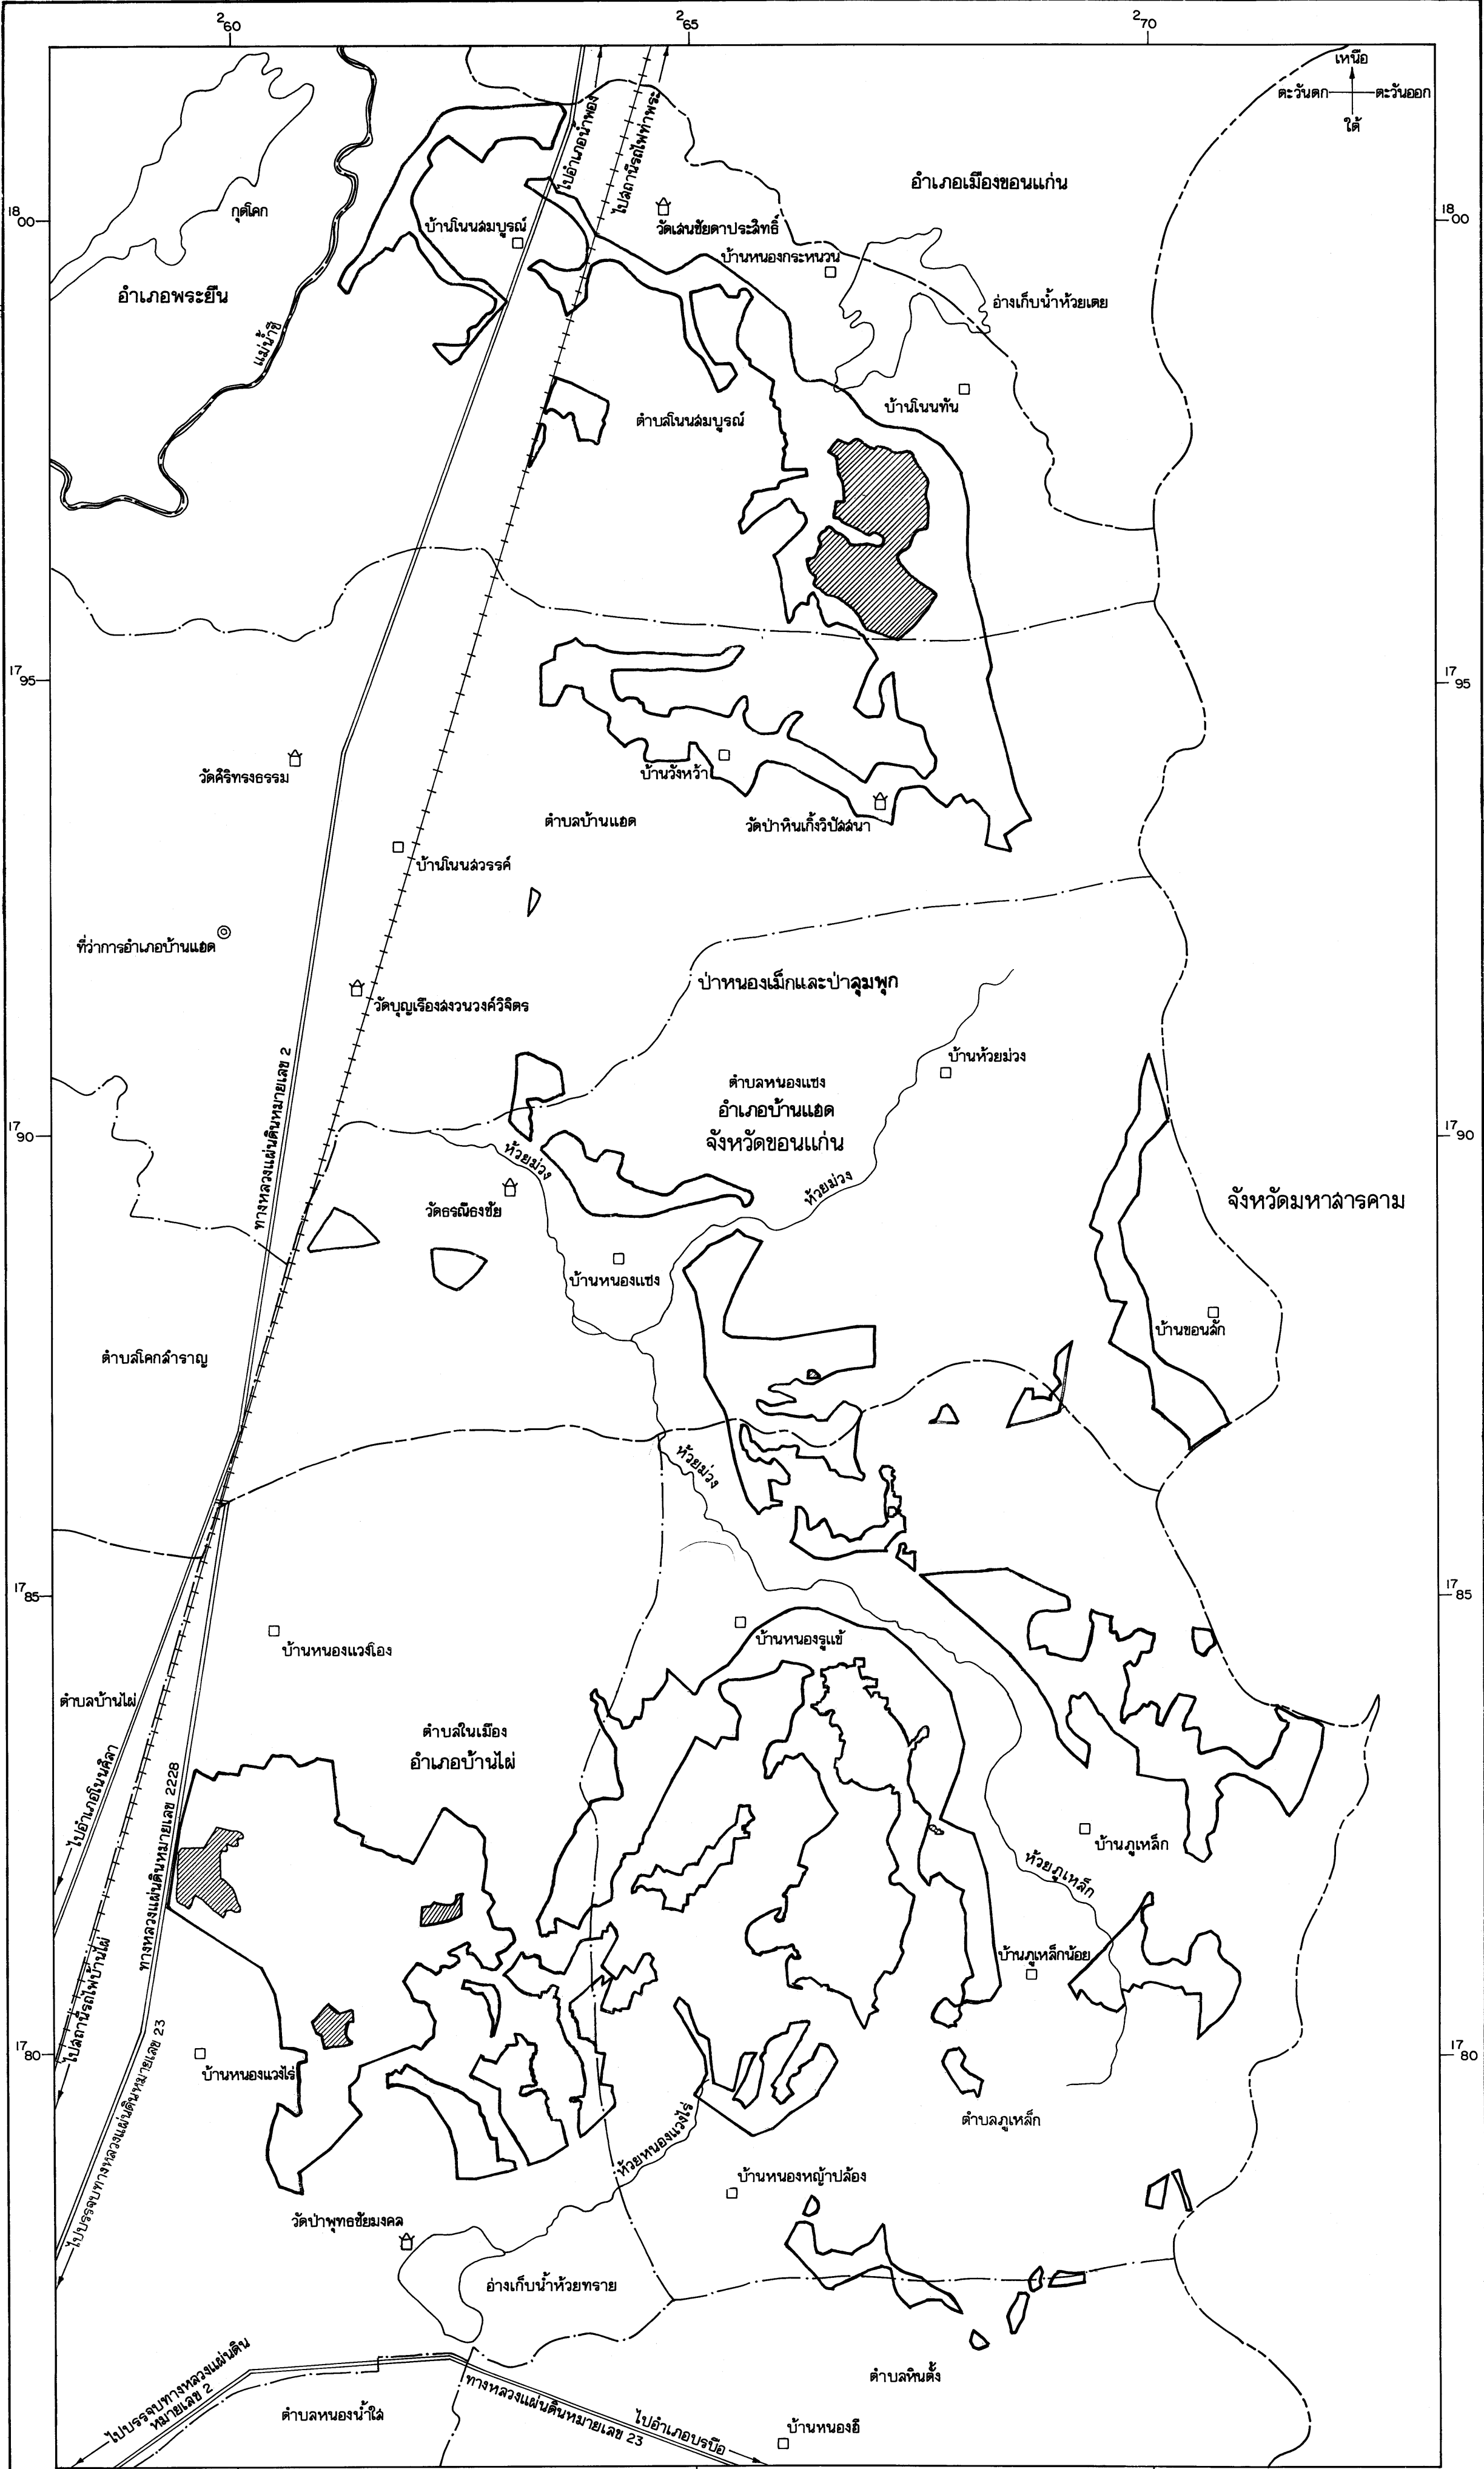 260
265
270
เหนือ
ตะวันตก
ตะวันออก
ใต้
อำเภอเมืองขอนแก่น
ไปอำเภอน้ำพอง
ไปสถานีรถไฟท่าพระ
กุดโคก
1800
1800
บ้านโนนสมบูรณ์
วัดเสนชัยดาประสิทธิ์
บ้านหนองกระหนวน
อำเภอพระยืน
อ่างเก็บน้ำห้วยเตย
แม่น้ำชี
บ้านโนนทัน
ตำบลโนนสมบูรณ์
1795
1795
วัดคิริทรงธรรม
บ้านวังหว้า
ตำบลบ้านแฮด
วัดป่าหินเกิ้งวิปัสสนา
บ้านโนนสวรรค์
ที่ว่าการอำเภอบ้านแฮด
ป่าหนองเม็กและป่าลุมพุก
วัดบุญเรืองสงวนวงศ์วิจิตร
ทางหลวงแผ่นดินหมายเลข 2
บ้านห้วยม่วง
ตำบลหนองแซง
อำเภอบ้านแฮด
จังหวัดขอนแก่น
1790
1790
ห้วยม่วง
ห้วยม่วง
จังหวัดมหาสารคาม
วัดธรณีธงชัย
บ้านหนองแซง
บ้านขอนสัก
ตำบลโคกสำราญ
ห้วยม่วง
1785
1785
บ้านหนองแวงโอง
บ้านหนองรูแข้
ตำบลบ้านไผ่
ตำบลในเมือง
อำเภอบ้านไผ่
ไปอำเภอโนนศิลา
ทางหลวงแผ่นดินหมายเลข 2228
บ้านภูเหล็ก
ห้วยภูเหล็ก
ไปสถานีรถไฟบ้านไผ่
บ้านภูเหล็กน้อย
1780
1780
บ้านหนองแวงไร่
ไปบรรจบทางหลวงแผ่นดินหมายเลข 23
ตำบลภูเหล็ก
ห้วยหนองแวงไร่
บ้านหนองหญ้าปล้อง
วัดป่าพุทธชัยมงคล
อ่างเก็บน้ำห้วยทราย
ไปบรรจบทางหลวงแผ่นดิน
หมายเลข 2
ตำบลหินตั้ง
ทางหลวงแผ่นดินหมายเลข 23
ตำบลหนองน้ำใส
ไปอำเภอบรบือ
บ้านหนองฮี